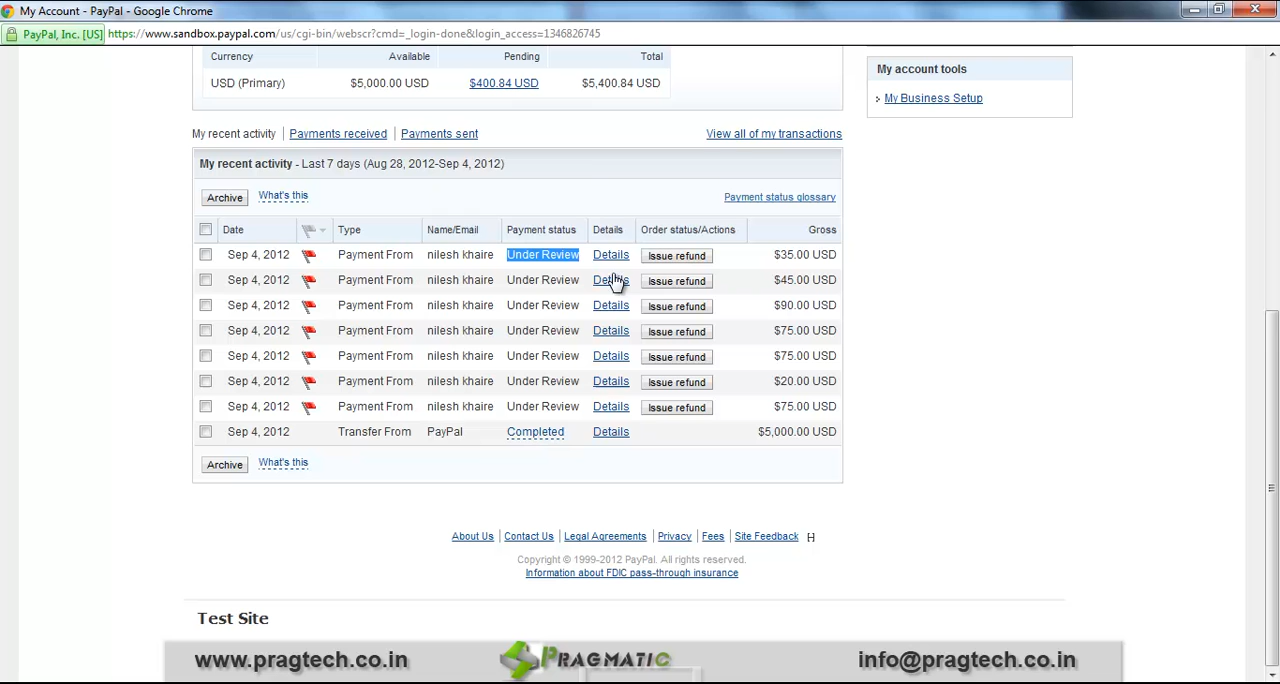 My Account - PayPal - Google Chrome
PayPal, Inc. [US] https://www.sandbox.paypal.com/us/cgi-bin/webscr?cmd=_login-done&login_access=1346826745
Currency Available Pending Total
USD (Primary) $5,000.00 USD $400.84 USD $5,400.84 USD
My account tools
My Business Setup
My recent activity Payments received Payments sent View all of my transactions
My recent activity - Last 7 days (Aug 28, 2012-Sep 4, 2012)
Archive What's this Payment status glossary
Date Type Name/Email Payment status Details Order status/Actions Gross
Sep 4, 2012 Payment From nilesh khaire Under Review Details Issue refund $35.00 USD
Sep 4, 2012 Payment From nilesh khaire Under Review Details Issue refund $45.00 USD
Sep 4, 2012 Payment From nilesh khaire Under Review Details Issue refund $90.00 USD
Sep 4, 2012 Payment From nilesh khaire Under Review Details Issue refund $75.00 USD
Sep 4, 2012 Payment From nilesh khaire Under Review Details Issue refund $75.00 USD
Sep 4, 2012 Payment From nilesh khaire Under Review Details Issue refund $20.00 USD
Sep 4, 2012 Payment From nilesh khaire Under Review Details Issue refund $75.00 USD
Sep 4, 2012 Transfer From PayPal Completed Details $5,000.00 USD
Archive What's this
About Us Contact Us Legal Agreements Privacy Fees Site Feedback [-]
Copyright © 1999-2012 PayPal. All rights reserved.
Information about FDIC pass-through insurance
Test Site
www.pragtech.co.in PRAGMATIC info@pragtech.co.in